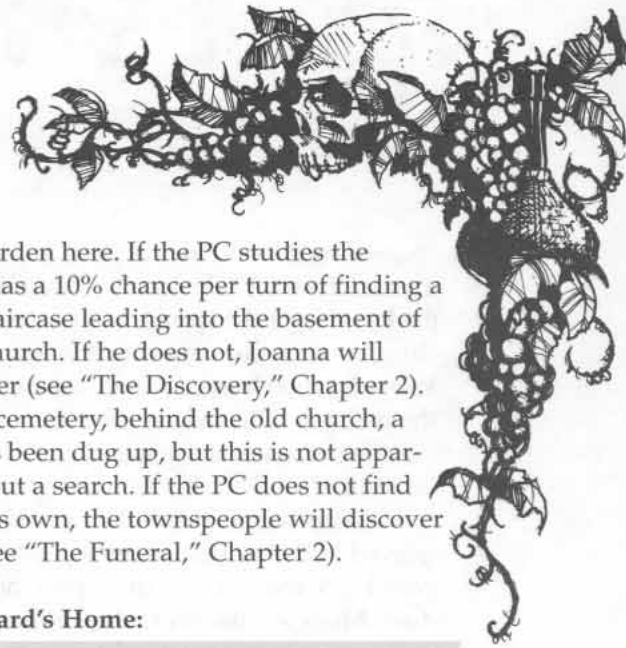 rden here. If the PC studies the
as a 10% chance per turn of finding a
aircase leading into the basement of
hurch. If he does not, Joanna will
er (see "The Discovery," Chapter 2).
cemetery, behind the old church, a
s been dug up, but this is not appar-
ut a search. If the PC does not find
s own, the townspeople will discover
ee "The Funeral," Chapter 2).
ard's Home: